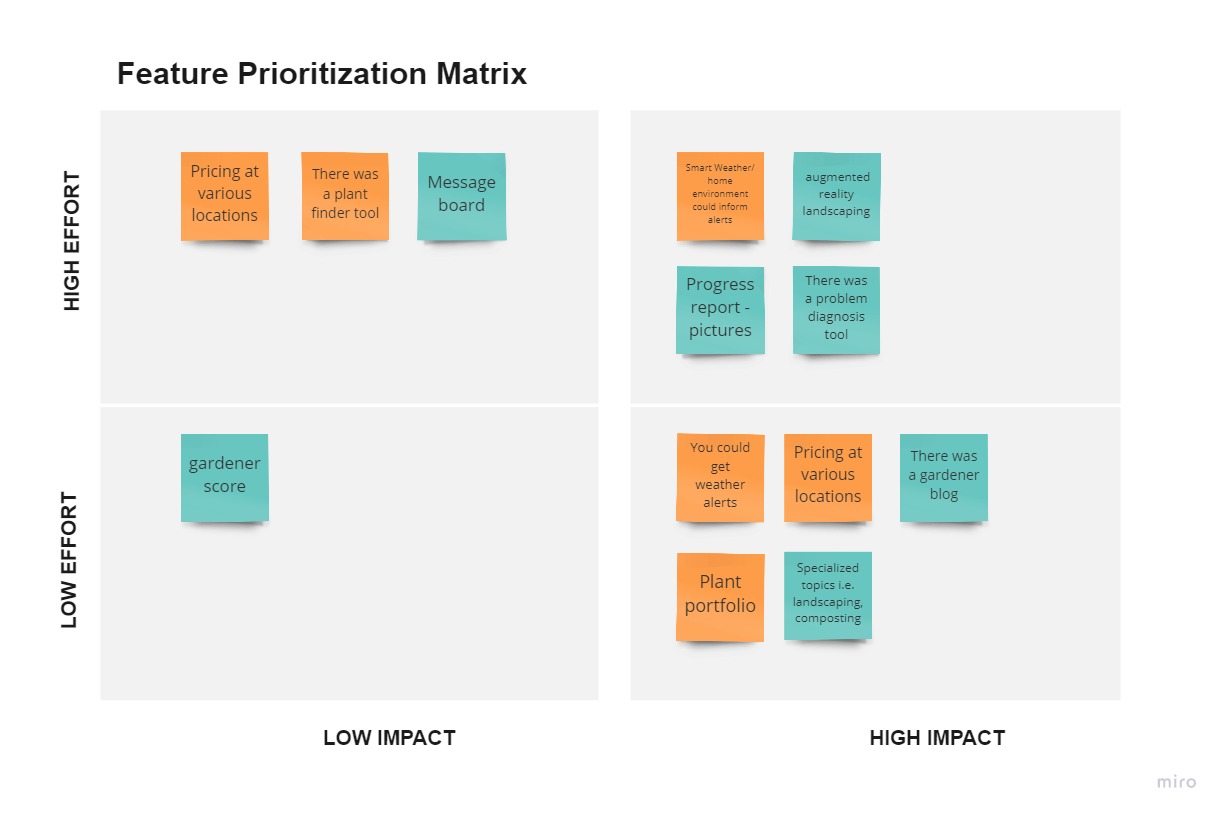 Feature Prioritization Matrix
HIGH EFFORT
Pricing at
various
locations
There was
a plant
finder tool
Message
board
Smart Weather/
home
environment
could inform
alerts
augmented
reality
landscaping
Progress
report -
pictures
There was
a problem
diagnosis
tool
LOW EFFORT
gardener
score
You could
get
weather
alerts
Pricing at
various
locations
There was
a gardener
blog
Plant
portfolio
Specialized
topics i.e.
landscaping,
composting
LOW IMPACT
HIGH IMPACT
miro